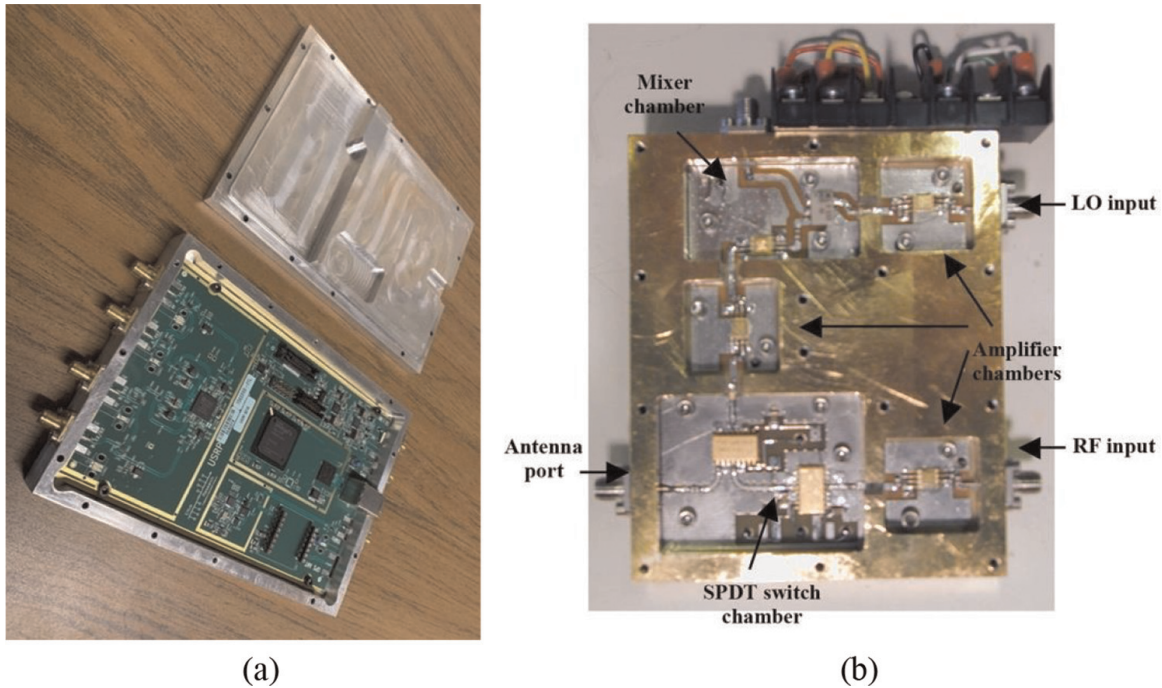 Mixer
chamber
LO input
Amplifier
chambers
Antenna
port
RF input
SPDT switch
chamber
USRP
(a)
(b)